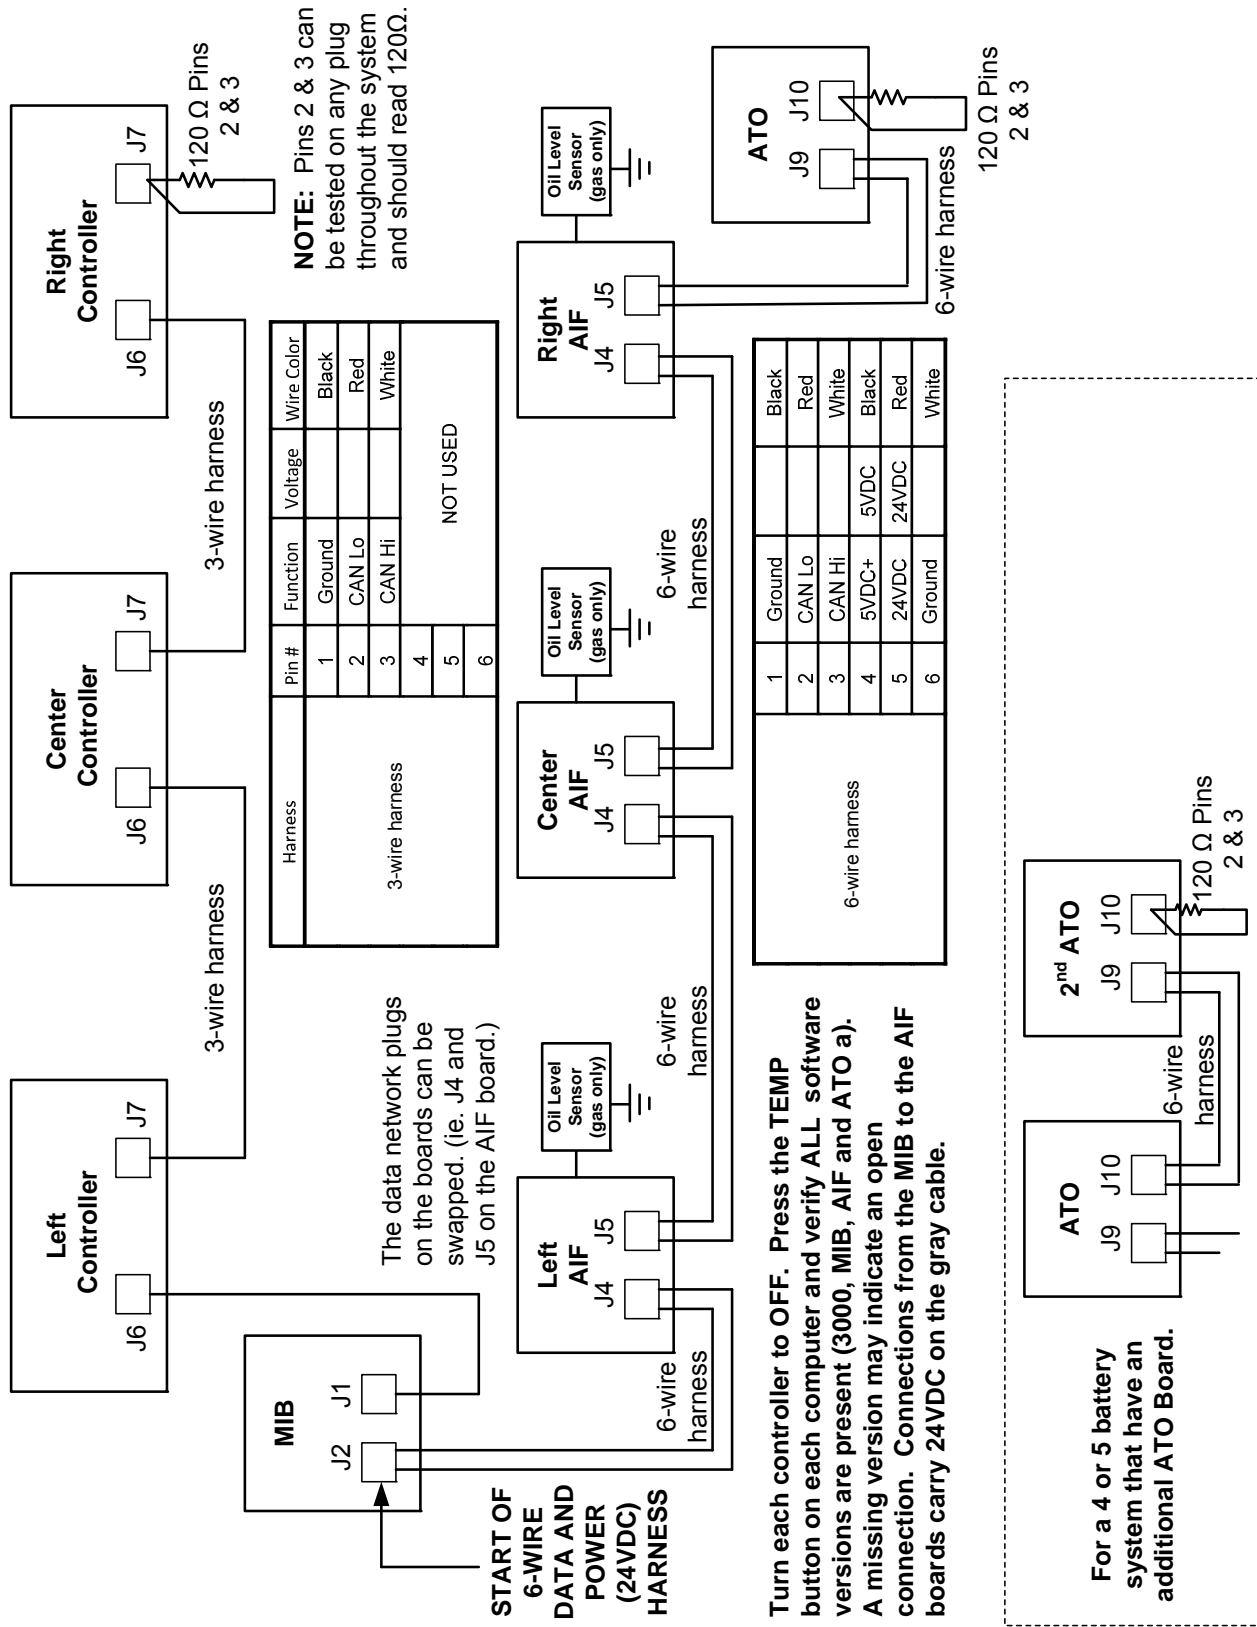 Left
Controller
J6
J7
3-wire harness
Center
Controller
J6
J7
3-wire harness
Right
Controller
J6
J7
120 Ω Pins
2 & 3
NOTE: Pins 2 & 3 can
be tested on any plug
throughout the system
and should read 120Ω.
MIB
J2
J1
START OF
6-WIRE
DATA AND
POWER
(24VDC)
HARNESS
The data network plugs
on the boards can be
swapped. (ie. J4 and
J5 on the AIF board.)
Harness Pin # Function Voltage Wire Color
3-wire harness
1 Ground Black
2 CAN Lo Red
3 CAN Hi White
4
5
6
NOT USED
6-wire
harness
Left
AIF
J4
J5
Oil Level
Sensor
(gas only)
6-wire
harness
Center
AIF
J4
J5
Oil Level
Sensor
(gas only)
6-wire
harness
Right
AIF
J4
J5
Oil Level
Sensor
(gas only)
6-wire harness
ATO
J9
J10
120 Ω Pins
2 & 3
6-wire harness
1 Ground Black
2 CAN Lo Red
3 CAN Hi White
4 5VDC+ 5VDC Black
5 24VDC 24VDC Red
6 Ground White
Turn each controller to OFF. Press the TEMP
button on each computer and verify ALL software
versions are present (3000, MIB, AIF and ATO a).
A missing version may indicate an open
connection. Connections from the MIB to the AIF
boards carry 24VDC on the gray cable.
For a 4 or 5 battery
system that have an
additional ATO Board.
ATO
J9
J10
6-wire
harness
2nd ATO
J9
J10
120 Ω Pins
2 & 3